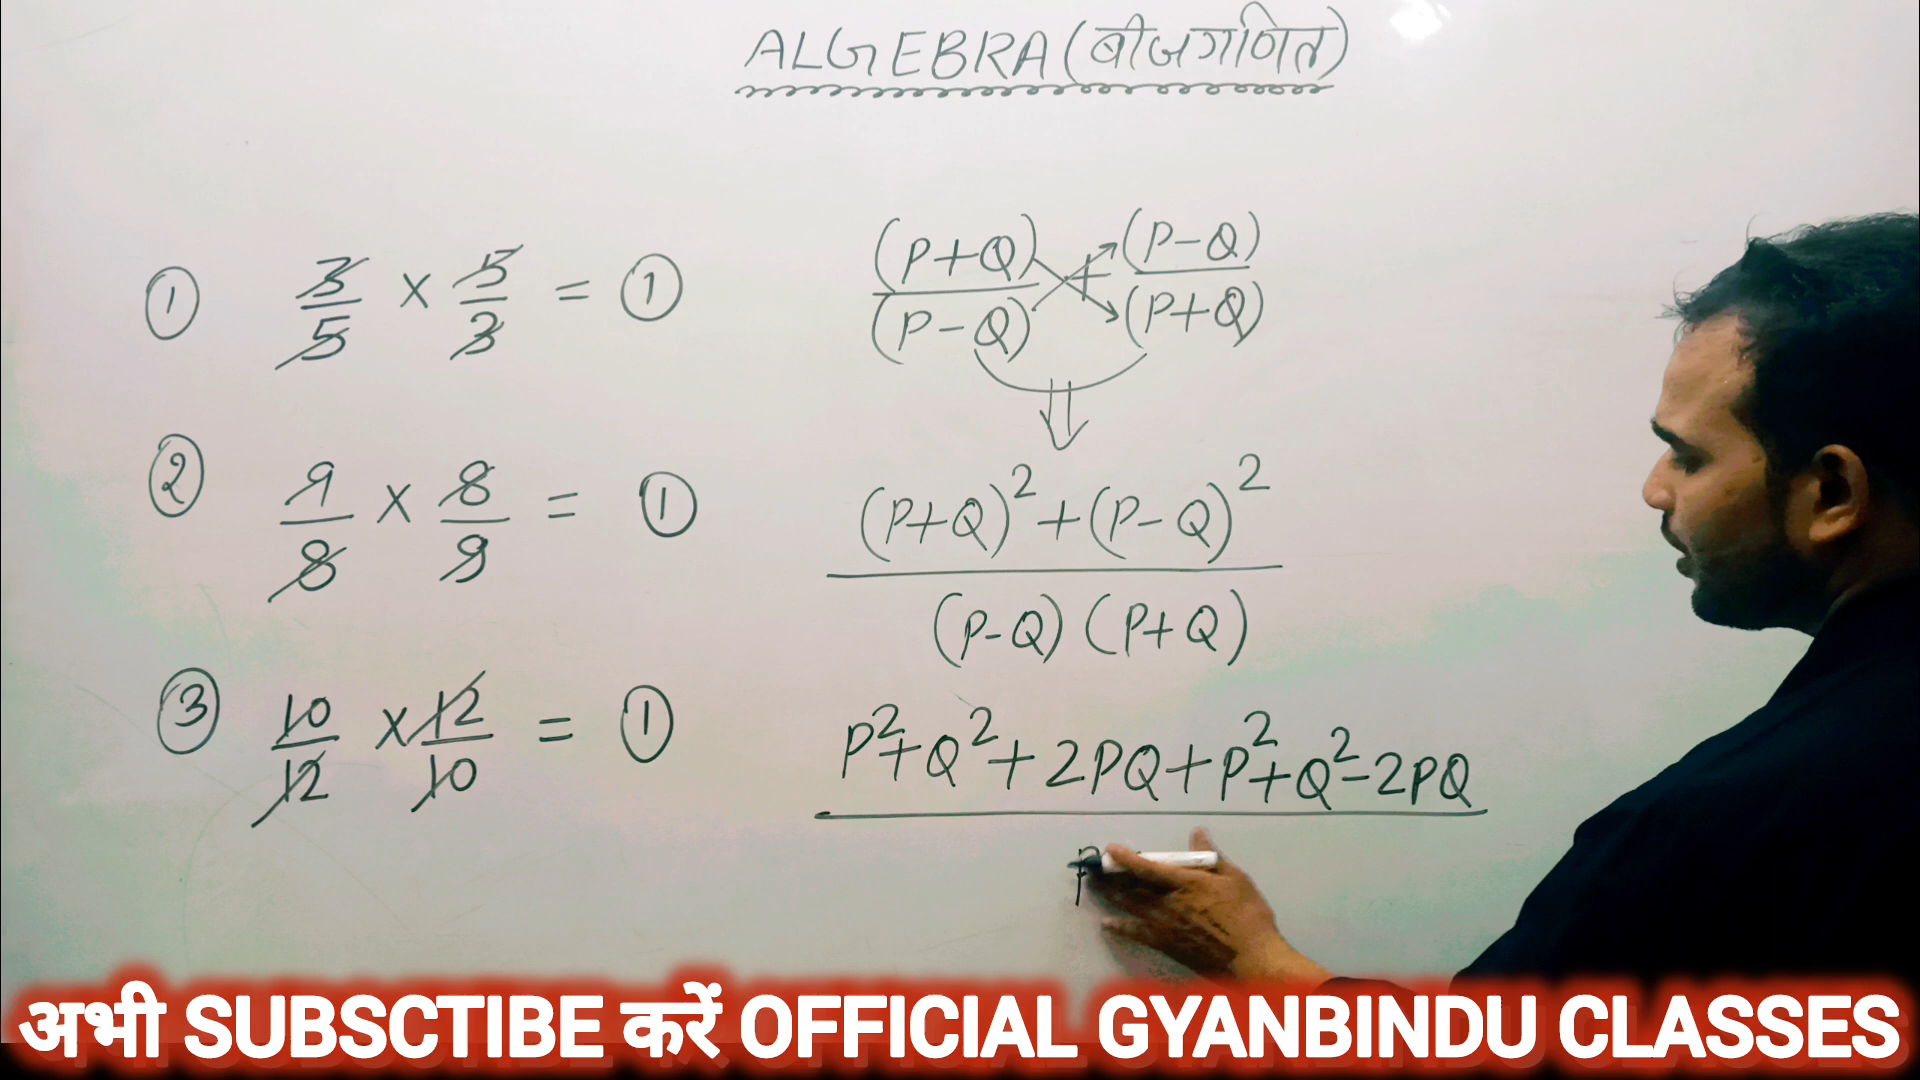 ALGEBRA (बीजगणित)
① 3/5 × 5/3 = ①
② 9/8 × 8/9 = ①
③ 10/12 × 12/10 = ①
(P+Q)/(P-Q) + (P-Q)/(P+Q)
⇓
(P+Q)² + (P-Q)²
(P-Q) (P+Q)
P²+Q²+2PQ+P²+Q²-2PQ
P
अभी SUBSCTIBE करें OFFICIAL GYANBINDU CLASSES